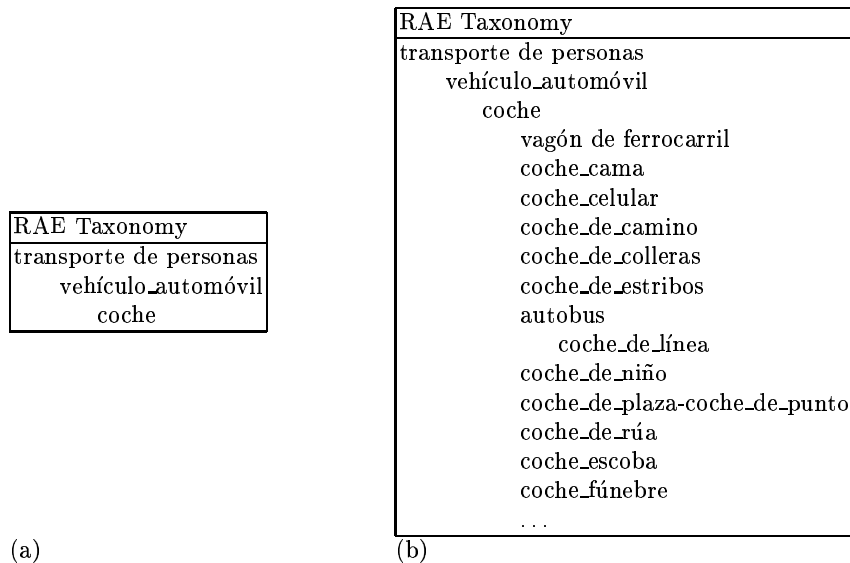 RAE Taxonomy
transporte de personas
vehículo_automóvil
coche
(a)
RAE Taxonomy
transporte de personas
vehículo_automóvil
coche
vagón de ferrocarril
coche_cama
coche_celular
coche_de_camino
coche_de_colleras
coche_de_estribos
autobus
coche_de_línea
coche_de_niño
coche_de_plaza-coche_de_punto
coche_de_rúa
coche_escoba
coche_fúnebre
. . .
(b)